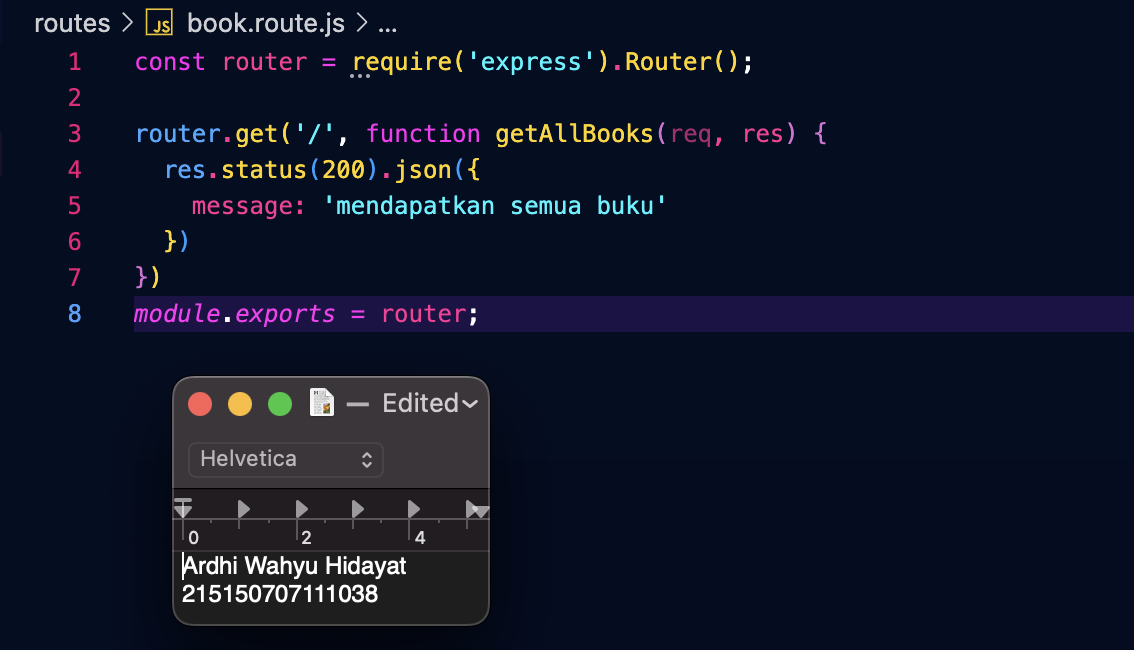 routes > JS book.route.js > ...
1 const router = require('express').Router();
2
3 router.get('/', function getAllBooks(req, res) {
4   res.status(200).json({
5     message: 'mendapatkan semua buku'
6   })
7 })
8 module.exports = router;
— Edited
Helvetica
0 2 4
Ardhi Wahyu Hidayat
215150707111038